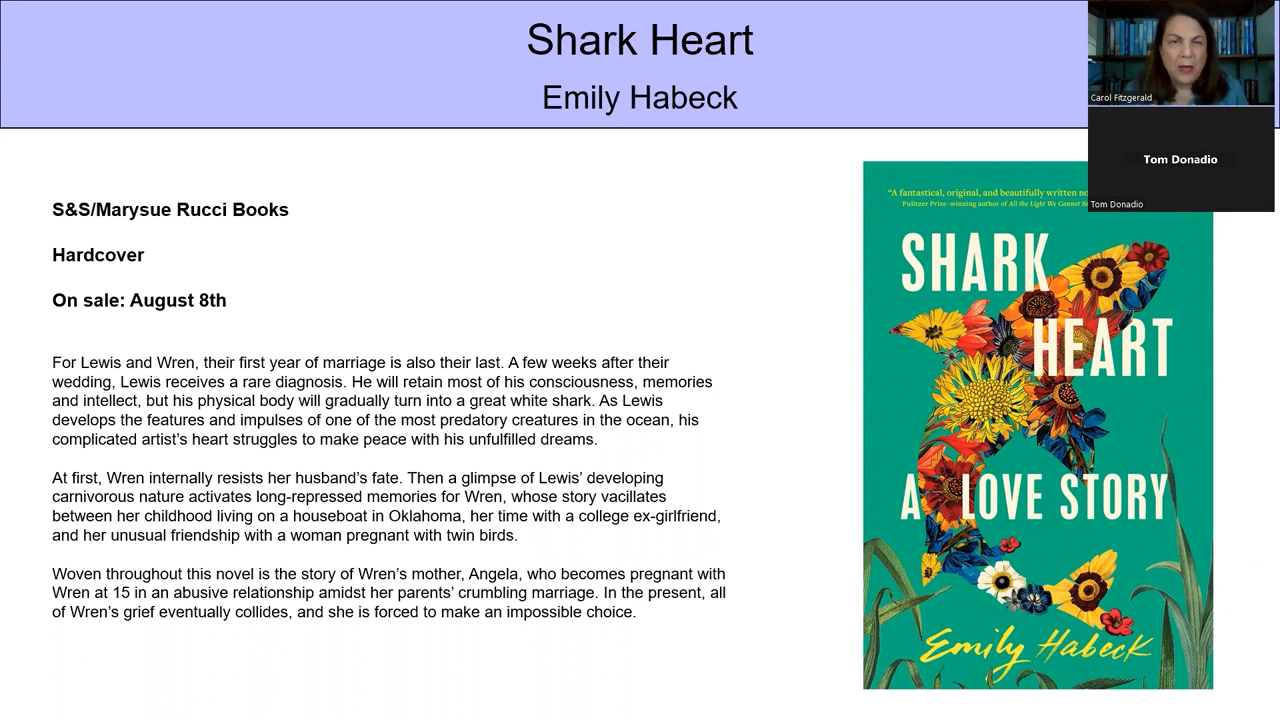 Shark Heart
Emily Habeck
Carol Fitzgerald
Tom Donadio
Tom Donadio
S&S/Marysue Rucci Books
Hardcover
On sale: August 8th
For Lewis and Wren, their first year of marriage is also their last. A few weeks after their
wedding, Lewis receives a rare diagnosis. He will retain most of his consciousness, memories
and intellect, but his physical body will gradually turn into a great white shark. As Lewis
develops the features and impulses of one of the most predatory creatures in the ocean, his
complicated artist’s heart struggles to make peace with his unfulfilled dreams.
At first, Wren internally resists her husband’s fate. Then a glimpse of Lewis’ developing
carnivorous nature activates long-repressed memories for Wren, whose story vacillates
between her childhood living on a houseboat in Oklahoma, her time with a college ex-girlfriend,
and her unusual friendship with a woman pregnant with twin birds.
Woven throughout this novel is the story of Wren’s mother, Angela, who becomes pregnant with
Wren at 15 in an abusive relationship amidst her parents’ crumbling marriage. In the present, all
of Wren’s grief eventually collides, and she is forced to make an impossible choice.
“A fantastical, original, and beautifully written
Pulitzer Prize–winning author of All the Light We Cannot
SHARK
HEART
A LOVE STORY
Emily Habeck